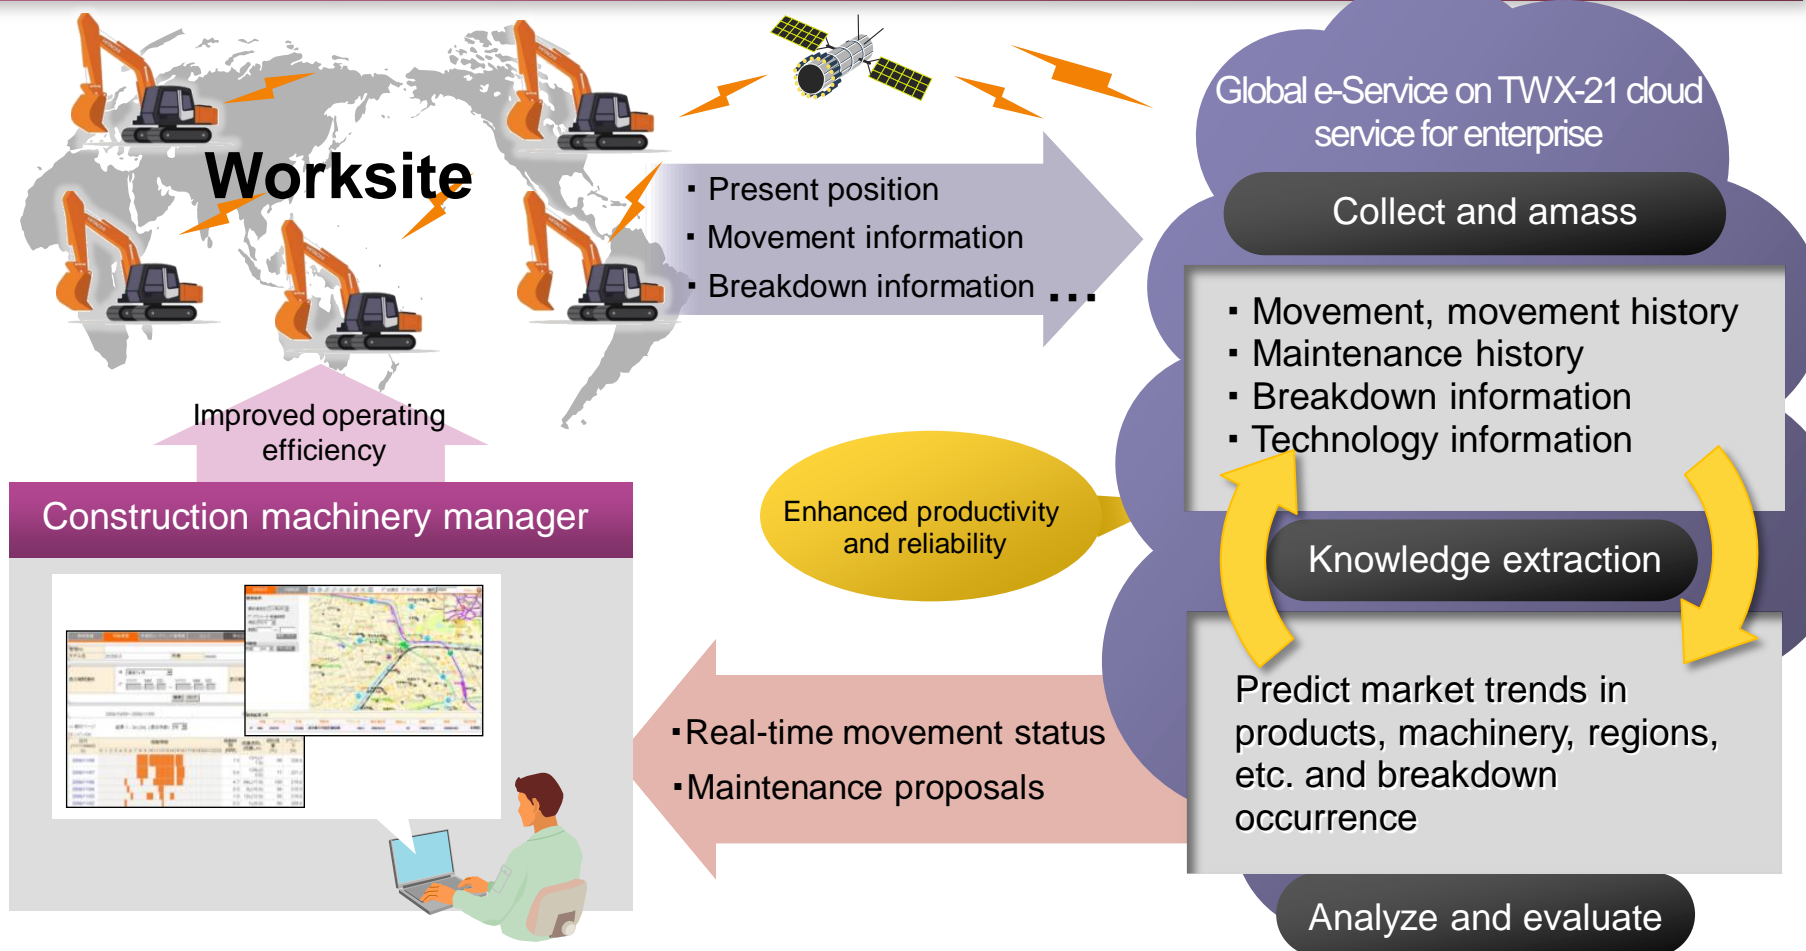 Worksite
・Present position
・Movement information
・Breakdown information ...
Global e-Service on TWX-21 cloud
service for enterprise
Collect and amass
・Movement, movement history
・Maintenance history
・Breakdown information
・Technology information
Knowledge extraction
Predict market trends in
products, machinery, regions,
etc. and breakdown
occurrence
Analyze and evaluate
Enhanced productivity
and reliability
・Real-time movement status
・Maintenance proposals
Improved operating
efficiency
Construction machinery manager